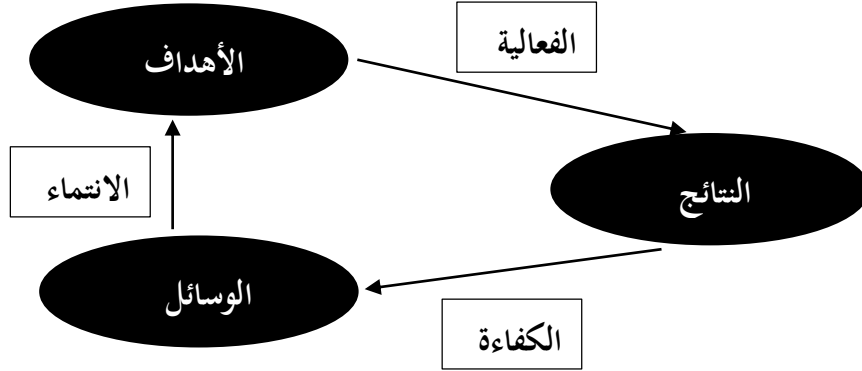 الفعالية
الأهداف
الانتماء
النتائج
الوسائل
الكفاءة